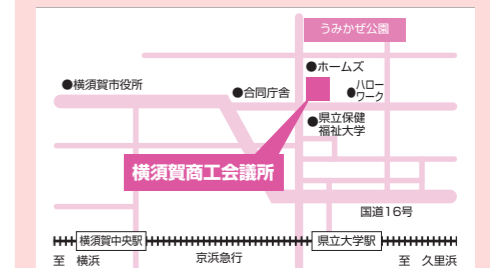 うみかぜ公園
●ホームズ
●横須賀市役所
●合同庁舎
●ハロー
ワーク
●県立保健
福祉大学
横須賀商工会議所
国道16号
横須賀中央駅
県立大学駅
至 横浜
京浜急行
至 久里浜